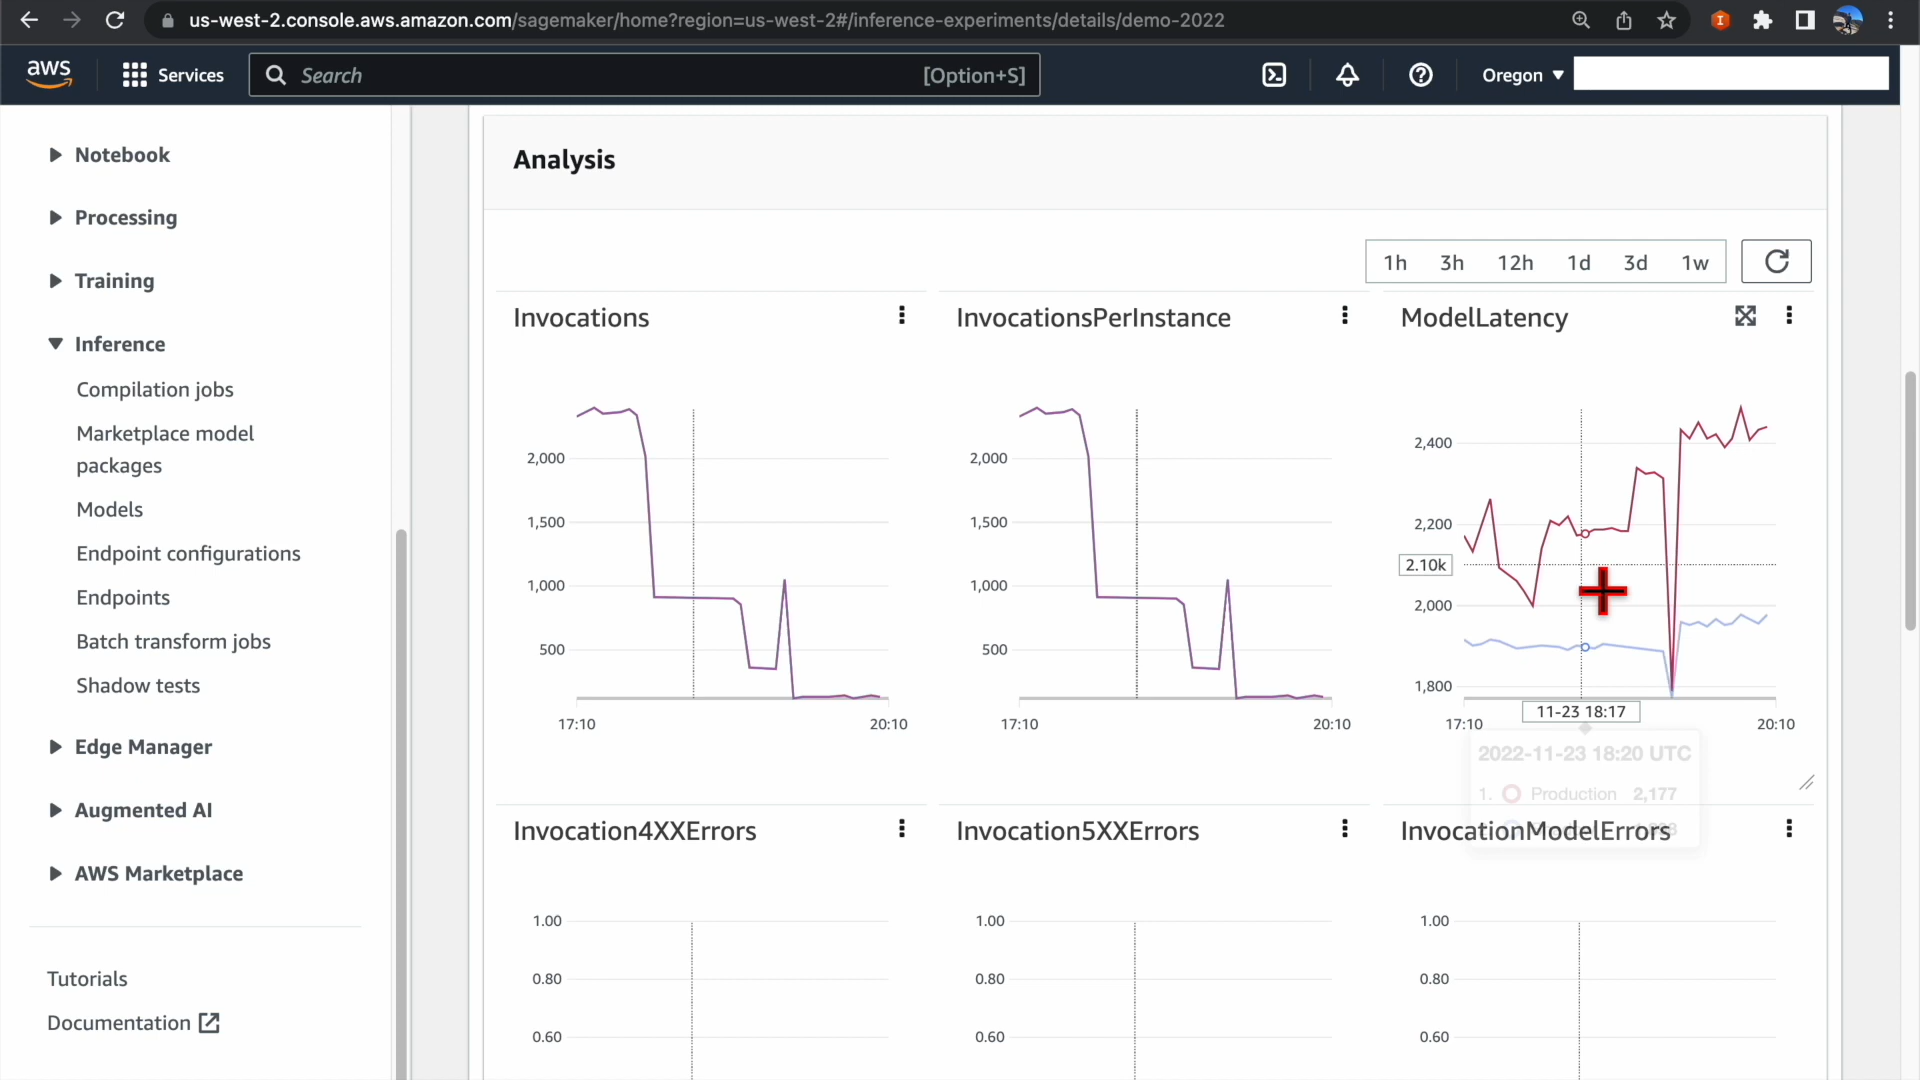 us-west-2.console.aws.amazon.com/sagemaker/home?region=us-west-2#/inference-experiments/details/demo-2022
aws
Services
Search
[Option+S]
Oregon
Notebook
Processing
Training
Inference
Compilation jobs
Marketplace model
packages
Models
Endpoint configurations
Endpoints
Batch transform jobs
Shadow tests
Edge Manager
Augmented AI
AWS Marketplace
Tutorials
Documentation
Analysis
1h 3h 12h 1d 3d 1w
Invocations
2,000
1,500
1,000
500
17:10 20:10
InvocationsPerInstance
2,000
1,500
1,000
500
17:10 20:10
ModelLatency
2,400
2,200
2.10k
2,000
1,800
17:10 11-23 18:17 20:10
2022-11-23 18:20 UTC
1. Production 2,177
Invocation4XXErrors
1.00
0.80
0.60
Invocation5XXErrors
1.00
0.80
0.60
InvocationModelErrors
1.00
0.80
0.60